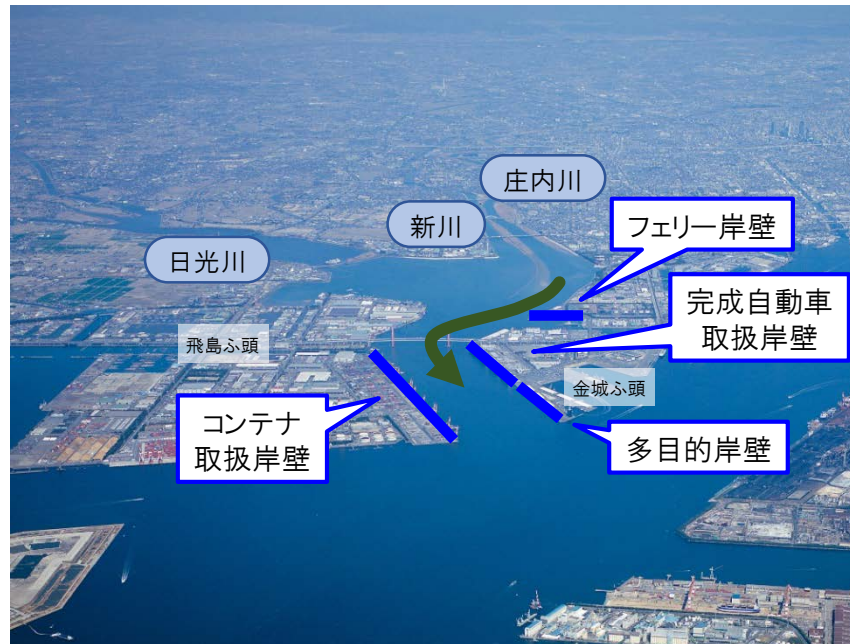 庄内川
新川
日光川
フェリー岸壁
完成自動車
取扱岸壁
飛島ふ頭
金城ふ頭
コンテナ
取扱岸壁
多目的岸壁